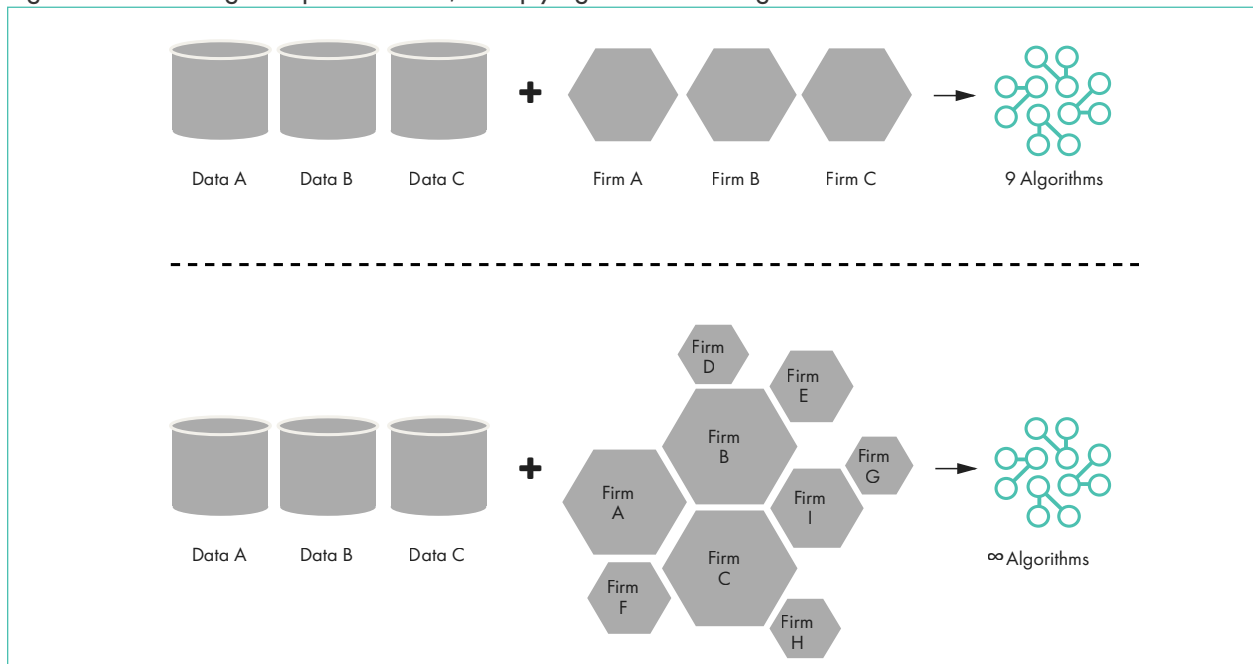 Data A
Data B
Data C
+
Firm A
Firm B
Firm C
9 Algorithms
Data A
Data B
Data C
+
Firm
D
Firm
E
Firm
B
Firm
G
Firm
A
Firm
I
Firm
C
Firm
F
Firm
H
∞ Algorithms